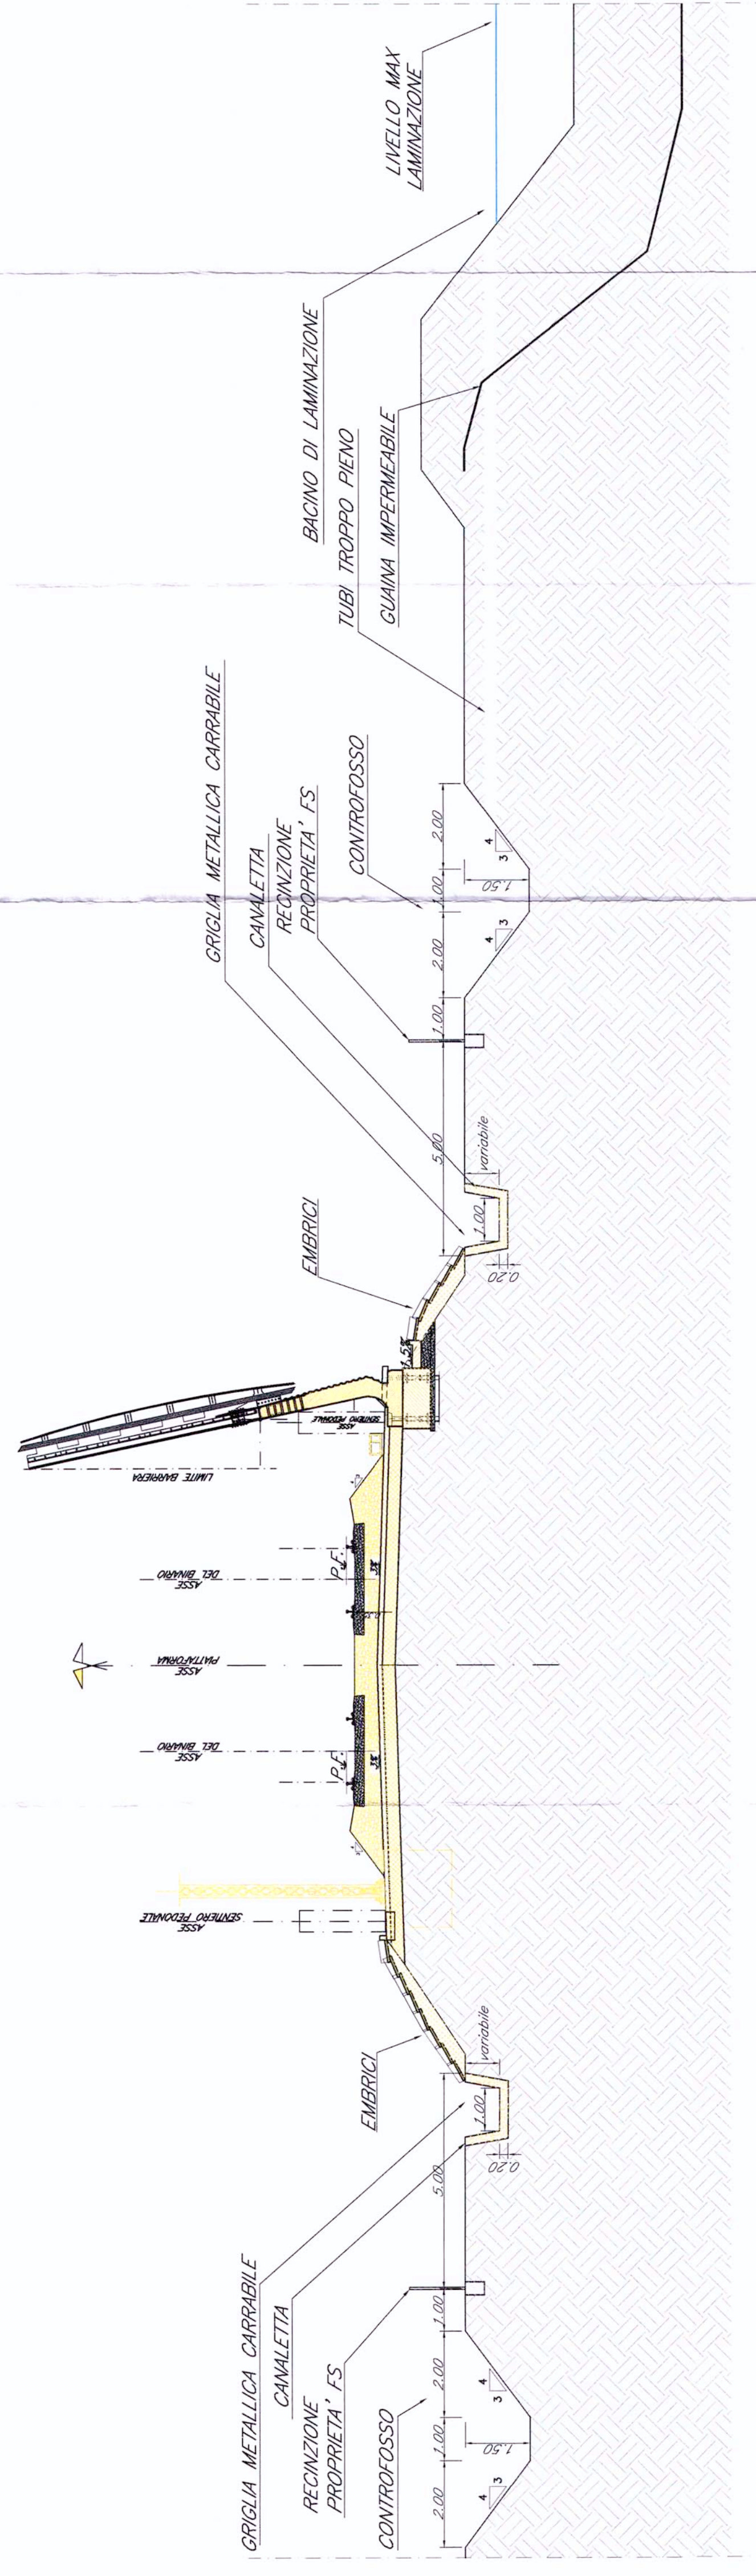 LIVELLO MAX
LAMINAZIONE
BACINO DI LAMINAZIONE
TUBI TROPPO PIENO
GUAINA IMPERMEABILE
GRIGLIA METALLICA CARRABILE
CANALETTA
RECINZIONE
PROPRIETA' FS
CONTROFOSSO
2.00
1.00
2.00
1.00
5.00
1.50
4
3
4
3
variabile
1.00
0.20
EMBRICI
1.5%
LIMITE BARRIERA
ASSE
SENTIERO PEDONALE
ASSE
DEL BINARIO
P.F.
3%
ASSE
PIATTAFORMA
ASSE
DEL BINARIO
P.F.
3%
ASSE
SENTIERO PEDONALE
EMBRICI
variabile
1.00
0.20
5.00
GRIGLIA METALLICA CARRABILE
CANALETTA
RECINZIONE
PROPRIETA' FS
CONTROFOSSO
1.00
2.00
1.00
2.00
1.50
4
3
4
3